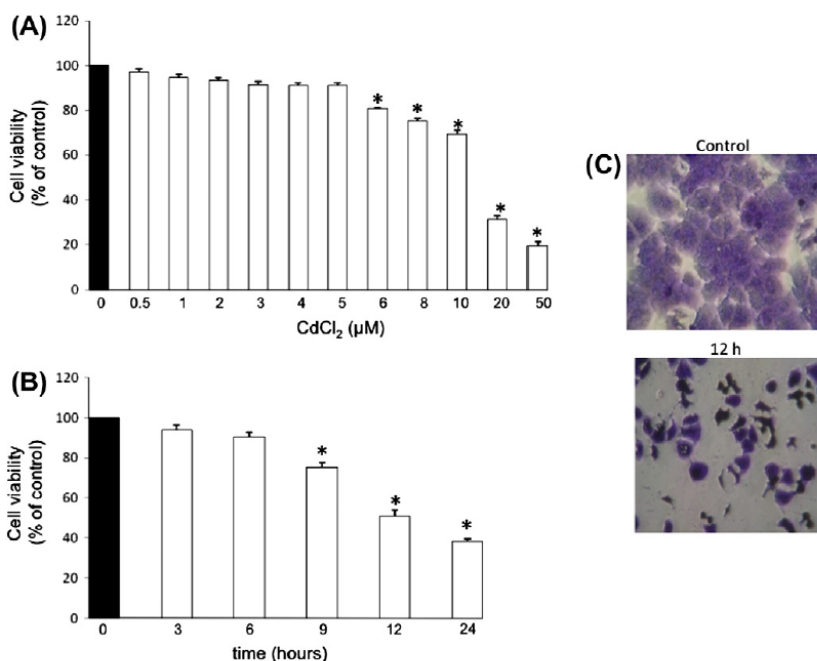 (A)
120
100
80
60
40
20
0
Cell viability
(% of control)
* * * * *
0 0.5 1 2 3 4 5 6 8 10 20 50
CdCl₂ (µM)
(B)
120
100
80
60
40
20
0
Cell viability
(% of control)
* * *
0 3 6 9 12 24
time (hours)
(C)
Control
12 h